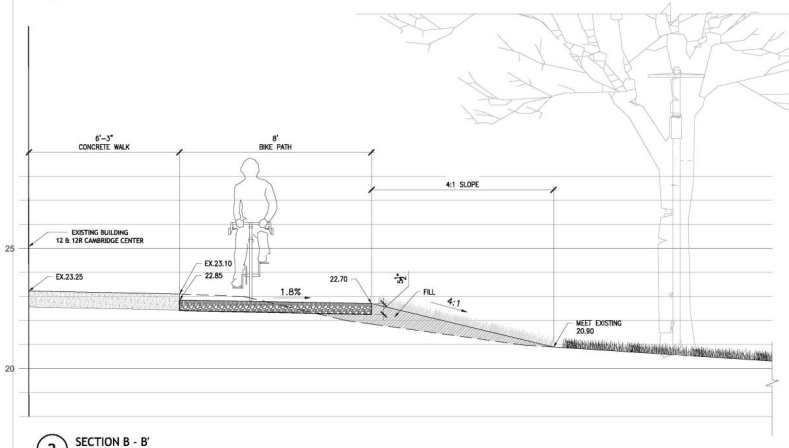 6'-3"
CONCRETE WALK
8'
BIKE PATH
4:1 SLOPE
EXISTING BUILDING
12 & 12R CAMBRIDGE CENTER
25
EX.23.25
EX.23.10
22.85
1.8%
22.70
FILL
4:1
MEET EXISTING
20.90
20
2
SECTION B - B'